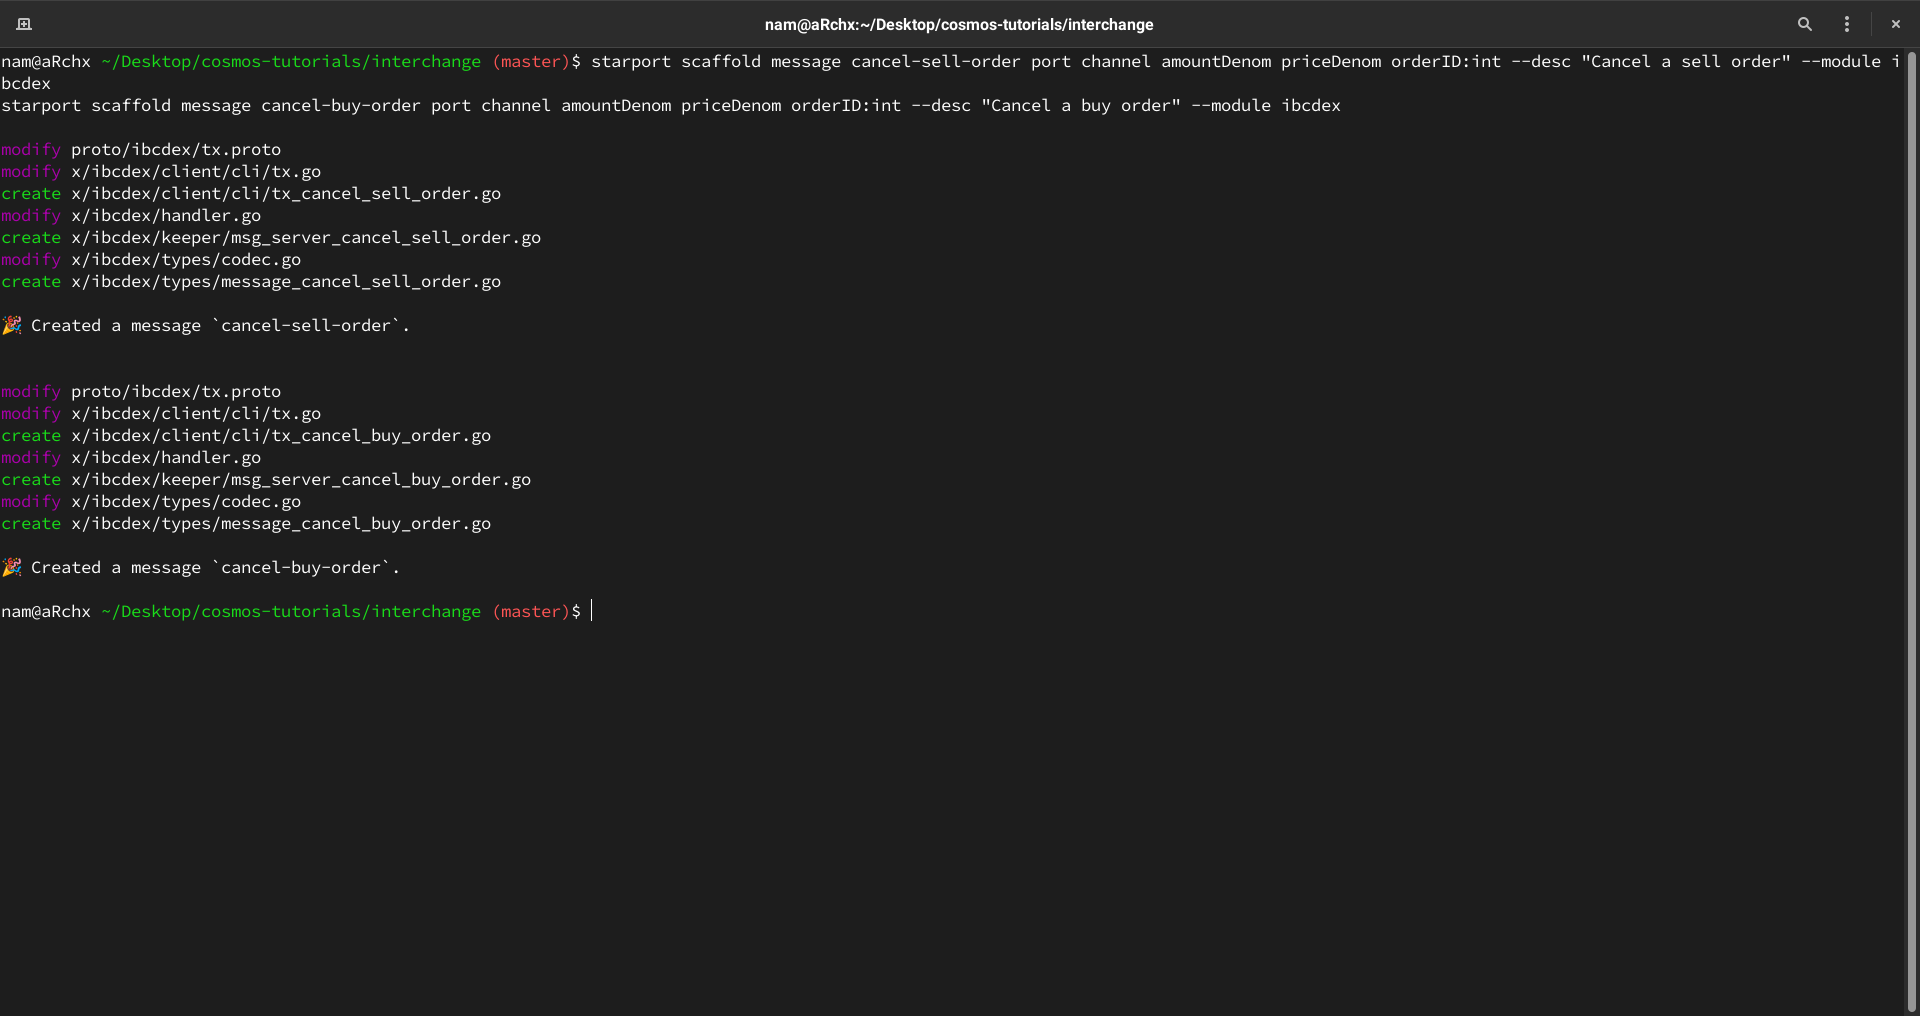 nam@aRchx:~/Desktop/cosmos-tutorials/interchange
nam@aRchx ~/Desktop/cosmos-tutorials/interchange (master)$ starport scaffold message cancel-sell-order port channel amountDenom priceDenom orderID:int --desc "Cancel a sell order" --module i
bcdex
starport scaffold message cancel-buy-order port channel amountDenom priceDenom orderID:int --desc "Cancel a buy order" --module ibcdex
modify proto/ibcdex/tx.proto
modify x/ibcdex/client/cli/tx.go
create x/ibcdex/client/cli/tx_cancel_sell_order.go
modify x/ibcdex/handler.go
create x/ibcdex/keeper/msg_server_cancel_sell_order.go
modify x/ibcdex/types/codec.go
create x/ibcdex/types/message_cancel_sell_order.go
🎉 Created a message `cancel-sell-order`.
modify proto/ibcdex/tx.proto
modify x/ibcdex/client/cli/tx.go
create x/ibcdex/client/cli/tx_cancel_buy_order.go
modify x/ibcdex/handler.go
create x/ibcdex/keeper/msg_server_cancel_buy_order.go
modify x/ibcdex/types/codec.go
create x/ibcdex/types/message_cancel_buy_order.go
🎉 Created a message `cancel-buy-order`.
nam@aRchx ~/Desktop/cosmos-tutorials/interchange (master)$